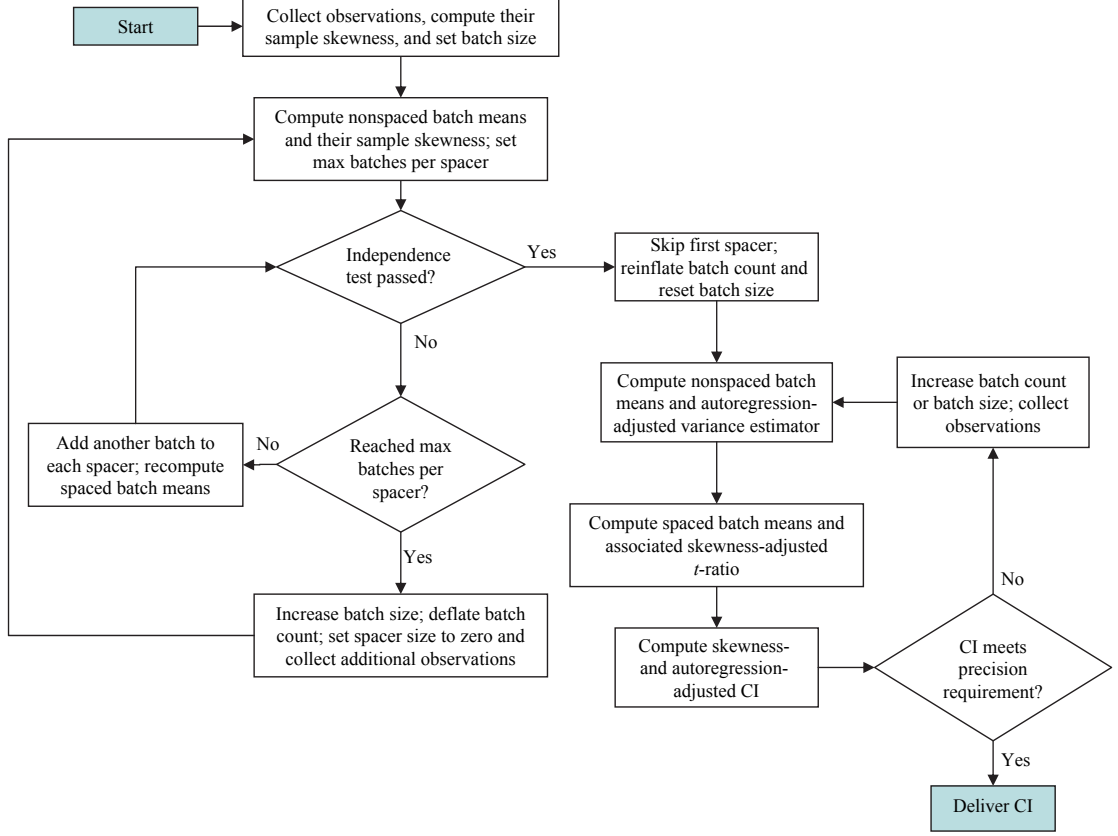 Start
Collect observations, compute their
sample skewness, and set batch size
Compute nonspaced batch means
and their sample skewness; set
max batches per spacer
Independence
test passed?
Yes
No
Skip first spacer;
reinflate batch count and
reset batch size
Reached max
batches per
spacer?
No
Add another batch to
each spacer; recompute
spaced batch means
Yes
Increase batch size; deflate batch
count; set spacer size to zero and
collect additional observations
Compute nonspaced batch
means and autoregression-
adjusted variance estimator
Increase batch count
or batch size; collect
observations
Compute spaced batch means and
associated skewness-adjusted
t-ratio
Compute skewness-
and autoregression-
adjusted CI
CI meets
precision
requirement?
No
Yes
Deliver CI